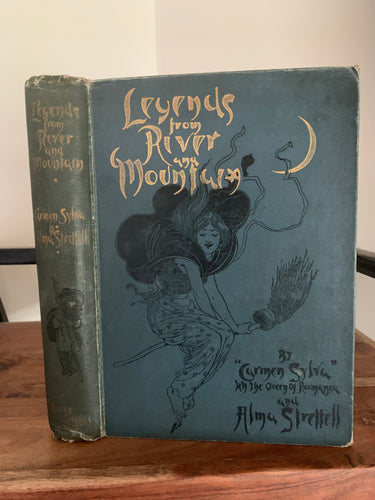 Legends
from
River
and
Mountain
Carmen Sylva
&
Alma Strettell
Legends
from
River
and
Mountain
By
"Carmen Sylva"
HM The Queen of Roumania
and
Alma Strettell